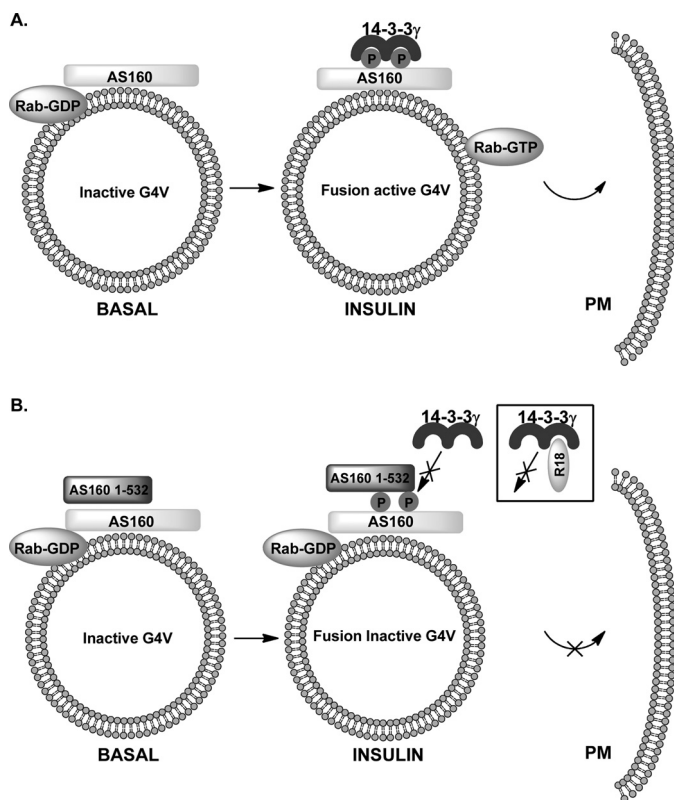 A.
14-3-3γ
P P
AS160
AS160
Rab-GDP
Rab-GTP
Inactive G4V
Fusion active G4V
BASAL
INSULIN
PM
B.
14-3-3γ
14-3-3γ
R18
AS160 1-532
AS160 1-532
P P
AS160
AS160
Rab-GDP
Rab-GDP
Inactive G4V
Fusion Inactive G4V
BASAL
INSULIN
PM